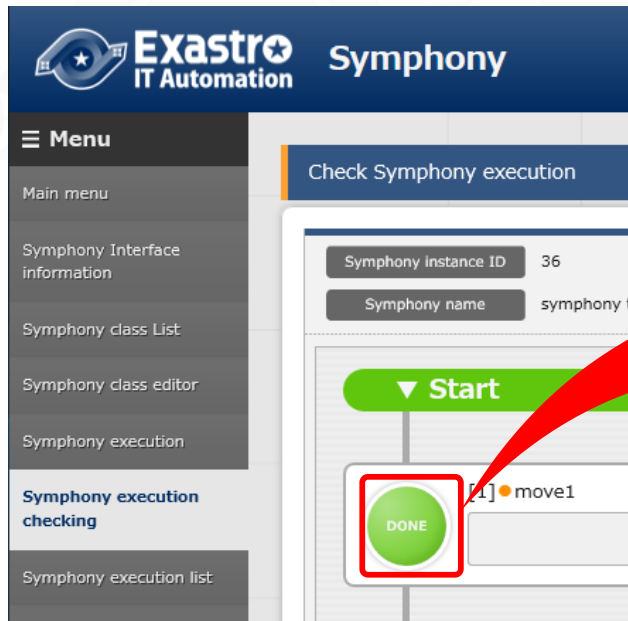 Exastro
IT Automation
Symphony
Menu
Main menu
Symphony Interface
information
Symphony class List
Symphony class editor
Symphony execution
Symphony execution
checking
Symphony execution list
Check Symphony execution
Symphony instance ID 36
Symphony name symphony
▼ Start
DONE
[1] move1